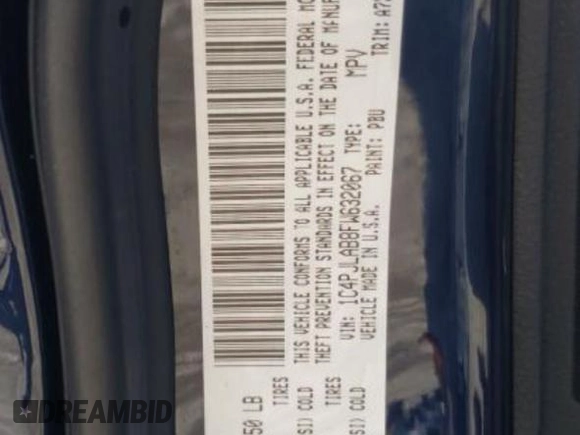 50 LB
TIRES
SI) COLD
TIRES
SI) COLD
THIS VEHICLE CONFORMS TO ALL APPLICABLE U.S.A. FEDERAL MO
THEFT PREVENTION STANDARDS IN EFFECT ON THE DATE OF MANUF
VIN: 1C4PJLAB8FW632067 TYPE: MPV
VEHICLE MADE IN U.S.A. PAINT: PBU TRIM: A7
DREAMBID